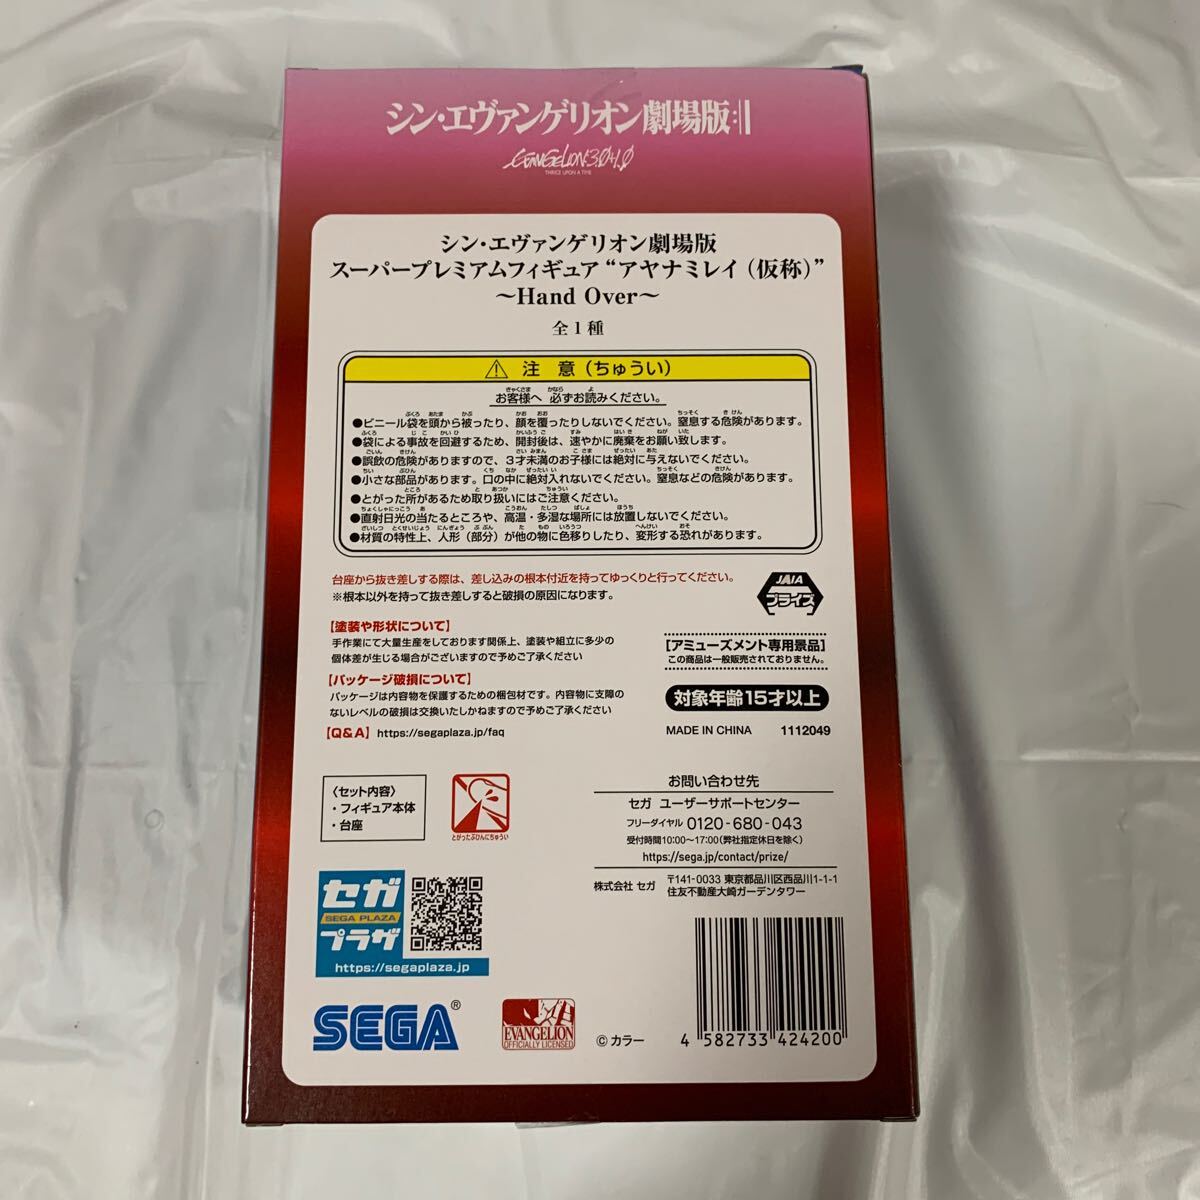 シン・エヴァンゲリオン劇場版:||
EVANGELION:3.0+1.0
THRICE UPON A TIME
シン・エヴァンゲリオン劇場版
スーパープレミアムフィギュア“アヤナミレイ（仮称）”
〜Hand Over〜
全1種
⚠ 注意（ちゅうい）
お客様へ 必ずお読みください。
●ビニール袋を頭から被ったり、顔を覆ったりしないでください。窒息する危険があります。
●袋による事故を回避するため、開封後は、速やかに廃棄をお願い致します。
●誤飲の危険がありますので、3才未満のお子様には絶対に与えないでください。
●小さな部品があります。口の中に絶対入れないでください。窒息などの危険があります。
●とがった所があるため取り扱いにはご注意ください。
●直射日光の当たるところや、高温・多湿な場所には放置しないでください。
●材質の特性上、人形（部分）が他の物に色移りしたり、変形する恐れがあります。
台座から抜き差しする際は、差し込みの根本付近を持ってゆっくりと行ってください。
※根本以外を持って抜き差しすると破損の原因になります。
JAIA
プライズ
【塗装や形状について】
手作業にて大量生産をしております関係上、塗装や組立に多少の
個体差が生じる場合がございますので予めご了承ください
【パッケージ破損について】
パッケージは内容物を保護するための梱包材です。内容物に支障の
ないレベルの破損は交換いたしかねますので予めご了承ください
【Q&A】https://segaplaza.jp/faq
［アミューズメント専用景品］
この商品は一般販売されておりません。
対象年齢15才以上
MADE IN CHINA 1112049
〈セット内容〉
・フィギュア本体
・台座
とがったぶひんにちゅうい
お問い合わせ先
セガ ユーザーサポートセンター
フリーダイヤル 0120-680-043
受付時間10:00〜17:00（弊社指定休日を除く）
https://sega.jp/contact/prize/
株式会社 セガ 〒141-0033 東京都品川区西品川1-1-1
住友不動産大崎ガーデンタワー
セガ
SEGA PLAZA
プラザ
https://segaplaza.jp
SEGA®
EVANGELION
OFFICIALLY LICENSED
©カラー
4 582733 424200